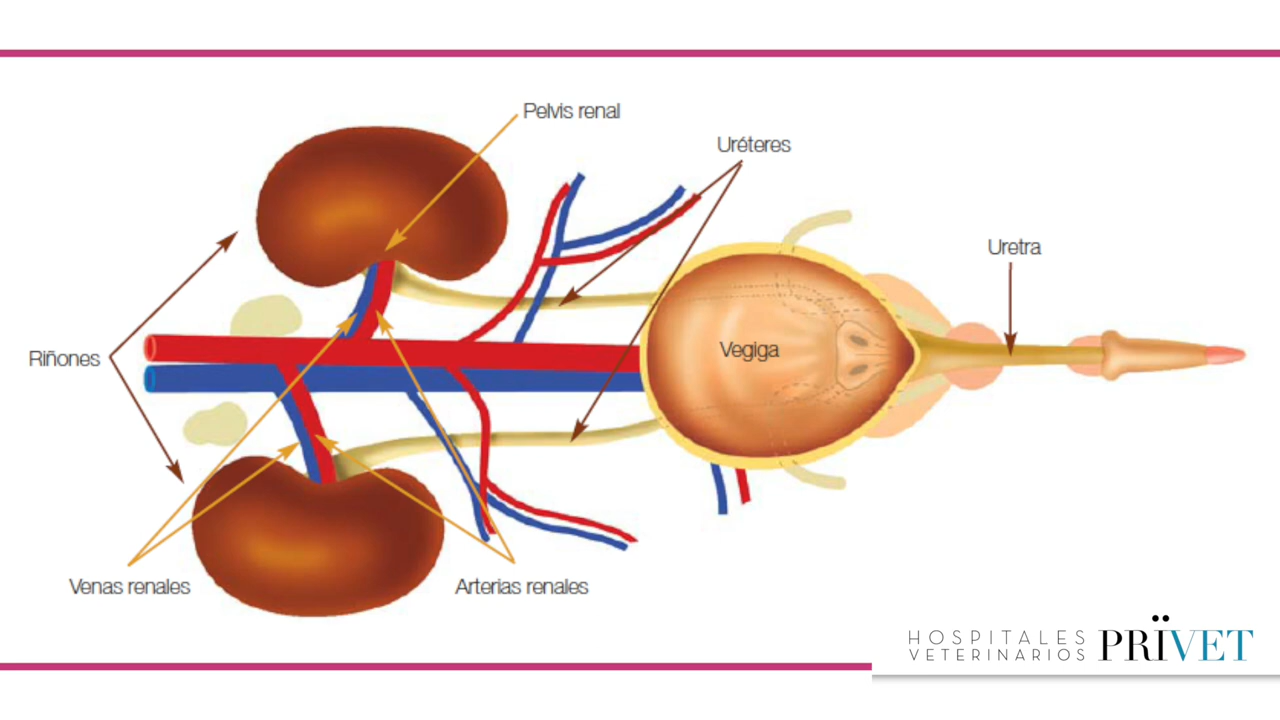 Pelvis renal
Uréteres
Uretra
Vegiga
Riñones
Venas renales
Arterias renales
HOSPITALES
VETERINARIOS
PRÏVET